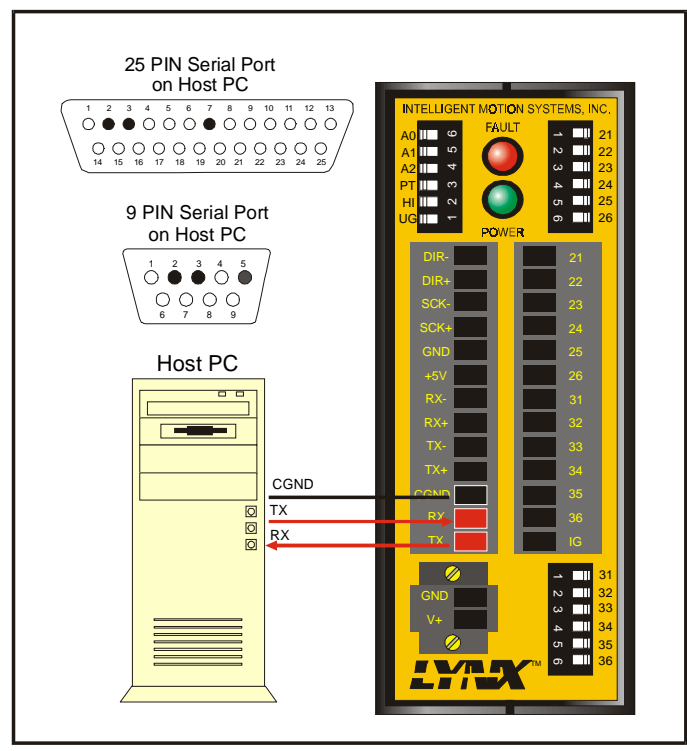 25 PIN Serial Port
on Host PC
1 2 3 4 5 6 7 8 9 10 11 12 13
14 15 16 17 18 19 20 21 22 23 24 25
9 PIN Serial Port
on Host PC
1 2 3 4 5
6 7 8 9
Host PC
CGND
TX
RX
INTELLIGENT MOTION SYSTEMS, INC.
FAULT
POWER
A0 6
A1 5
A2 4
PT 3
HI 2
UG 1
1 21
2 22
3 23
4 24
5 25
6 26
DIR- 21
DIR+ 22
SCK- 23
SCK+ 24
GND 25
+5V 26
RX- 31
RX+ 32
TX- 33
TX+ 34
CGND 35
RX 36
TX IG
GND
V+
1 31
2 32
3 33
4 34
5 35
6 36
LYNX™